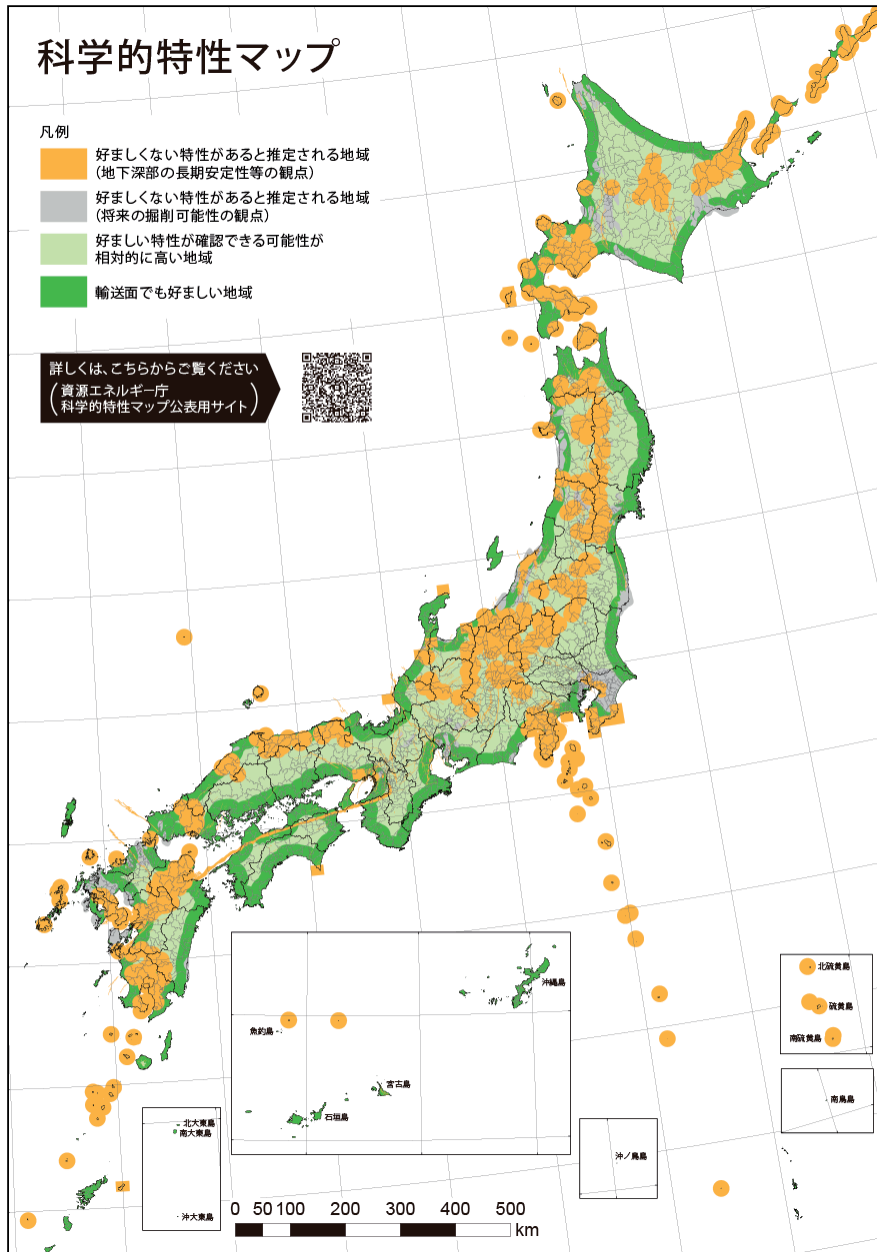 科学的特性マップ
凡例
好ましくない特性があると推定される地域
(地下深部の長期安定性等の観点)
好ましくない特性があると推定される地域
(将来の掘削可能性の観点)
好ましい特性が確認できる可能性が
相対的に高い地域
輸送面でも好ましい地域
詳しくは、こちらからご覧ください
(資源エネルギー庁
科学的特性マップ公表用サイト)
沖縄島
魚釣島
宮古島
石垣島
北硫黄島
硫黄島
南硫黄島
南鳥島
北大東島
南大東島
沖大東島
沖ノ鳥島
0 50 100 200 300 400 500
km